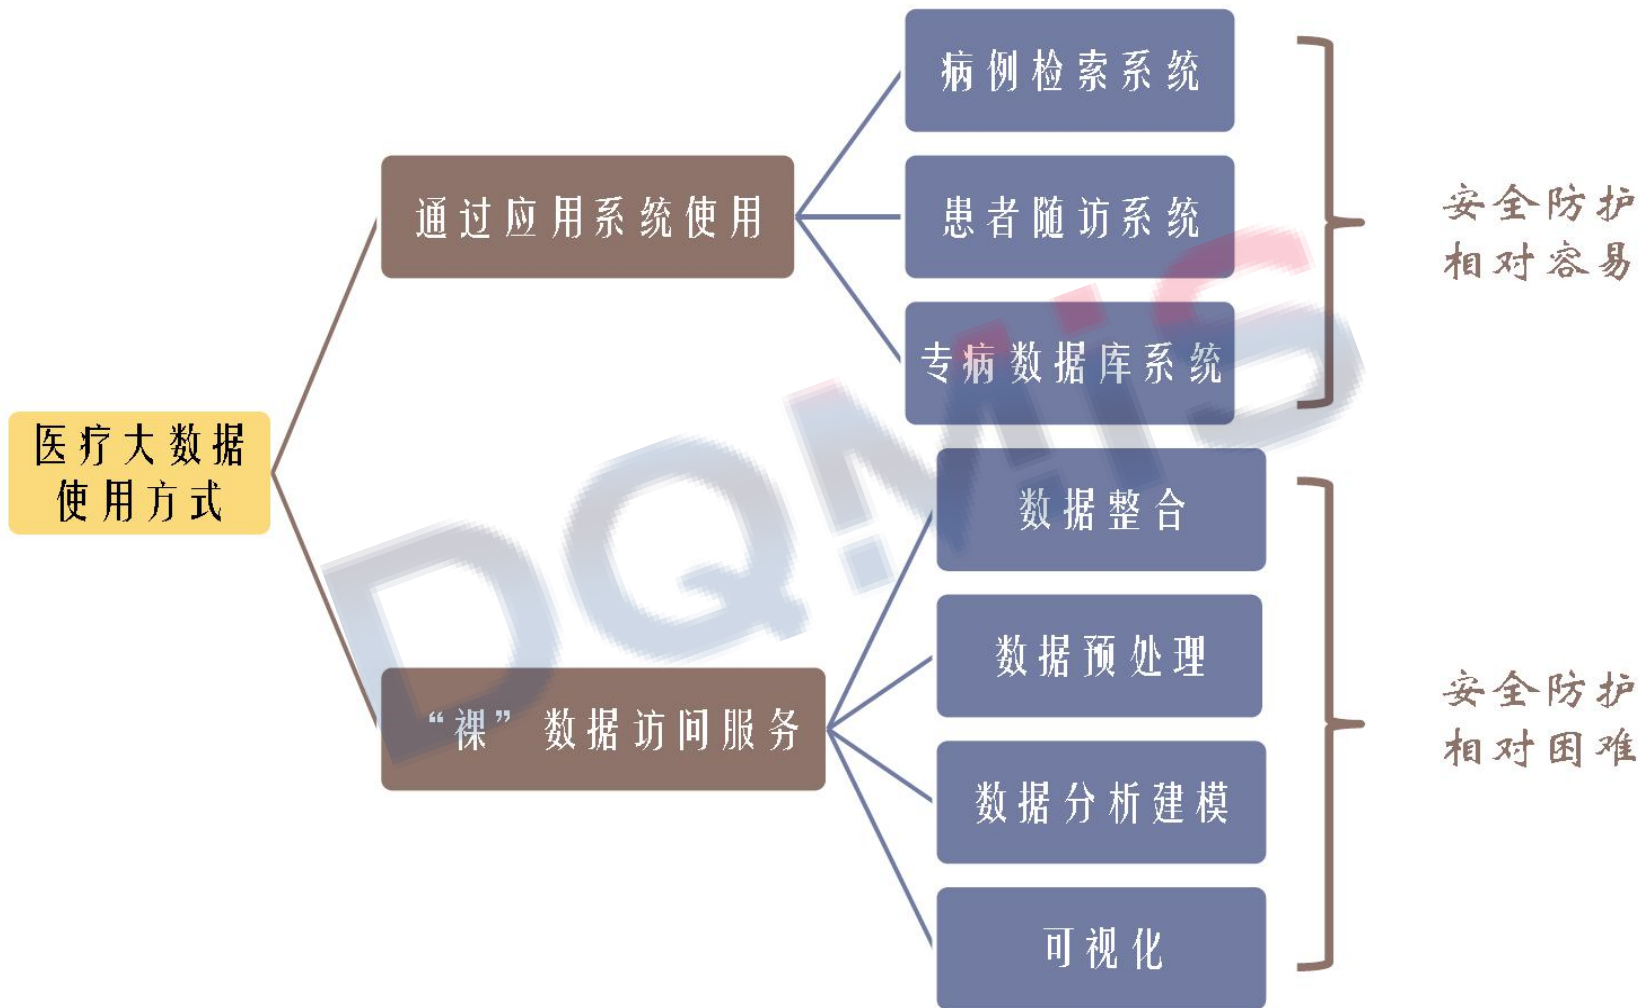 医疗大数据
使用方式
通过应用系统使用
病例检索系统
患者随访系统
专病数据库系统
安全防护
相对容易
“裸”数据访问服务
数据整合
数据预处理
数据分析建模
可视化
安全防护
相对困难
DQMIS